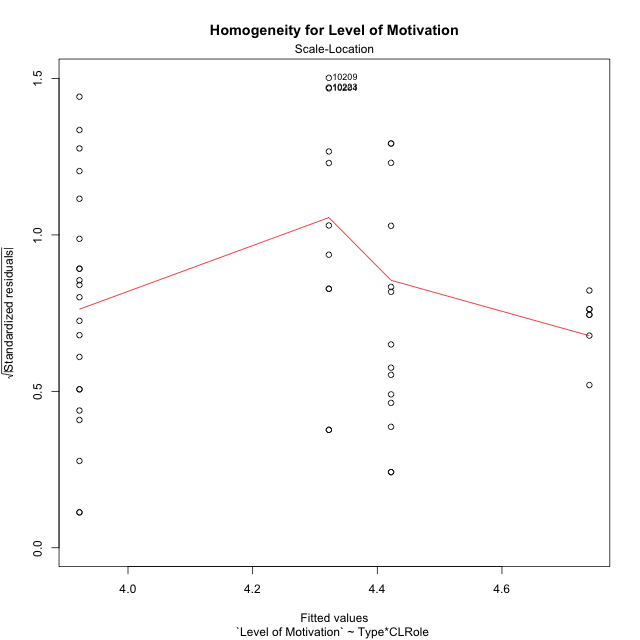 Homogeneity for Level of Motivation
Scale-Location
1.5
1.0
0.5
0.0
√|Standardized residuals|
10209
4.0 4.2 4.4 4.6
Fitted values
`Level of Motivation` ~ Type*CLRole